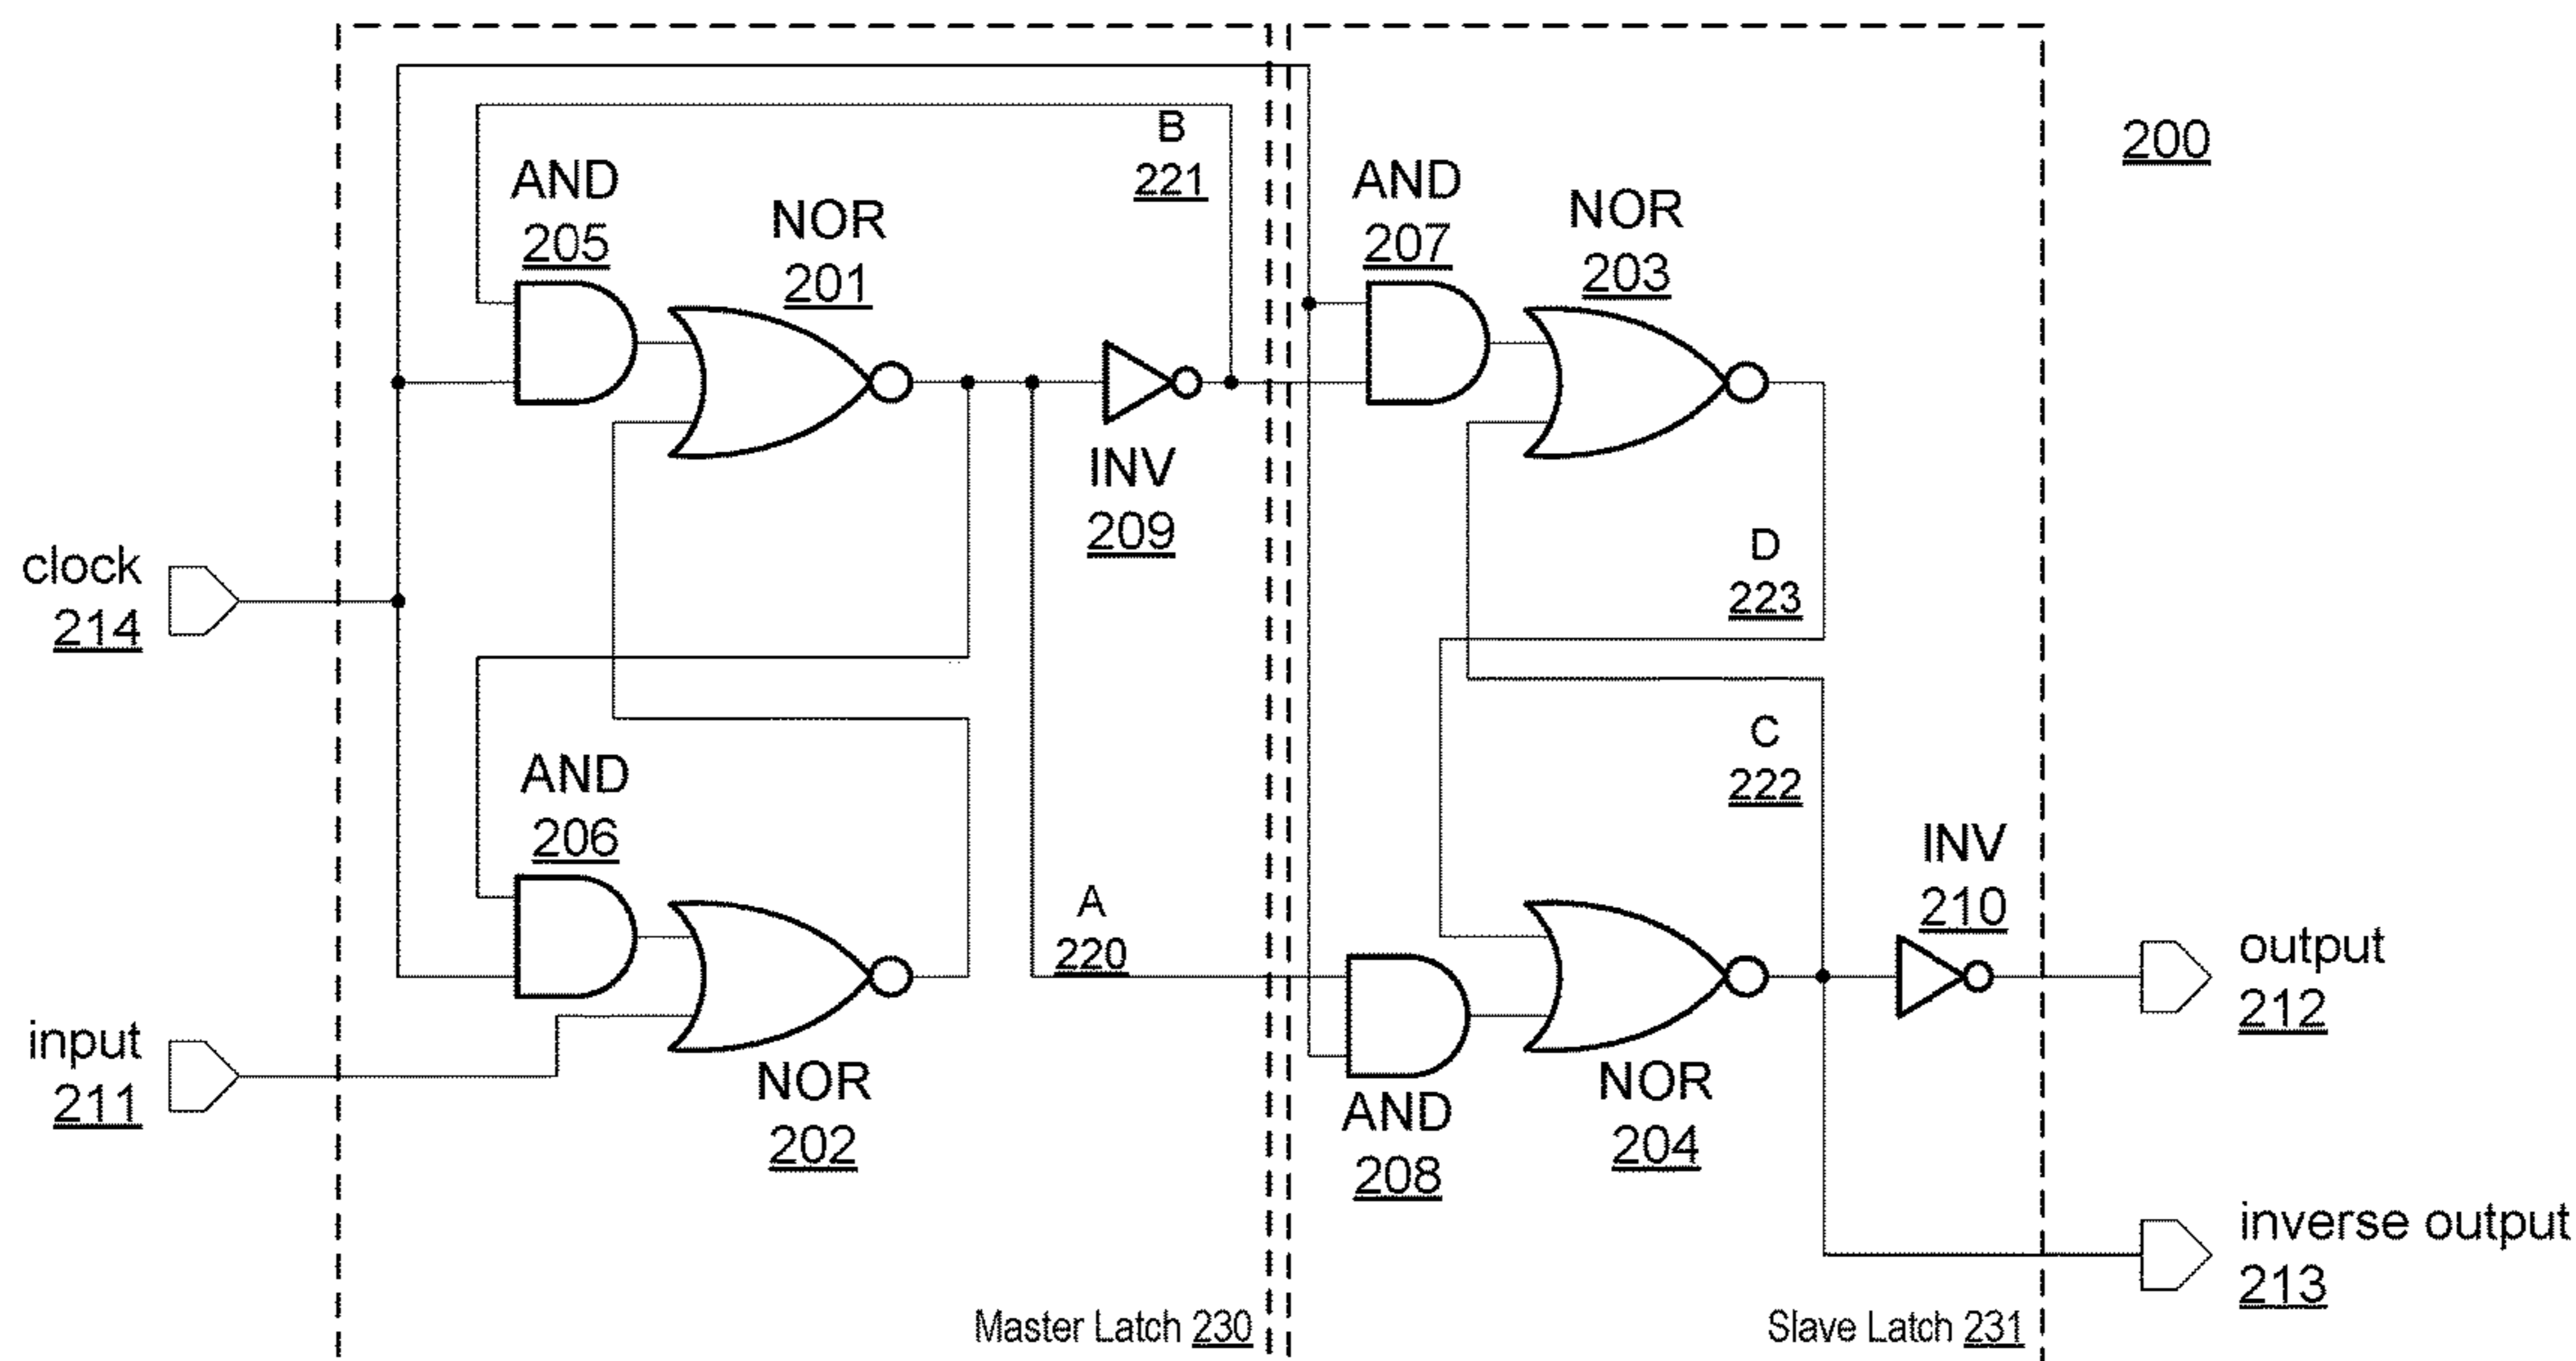 B
221
200
AND
205
NOR
201
AND
207
NOR
203
INV
209
clock
214
D
223
C
222
AND
206
A
220
INV
210
input
211
NOR
202
AND
208
NOR
204
output
212
inverse output
213
Master Latch 230
Slave Latch 231